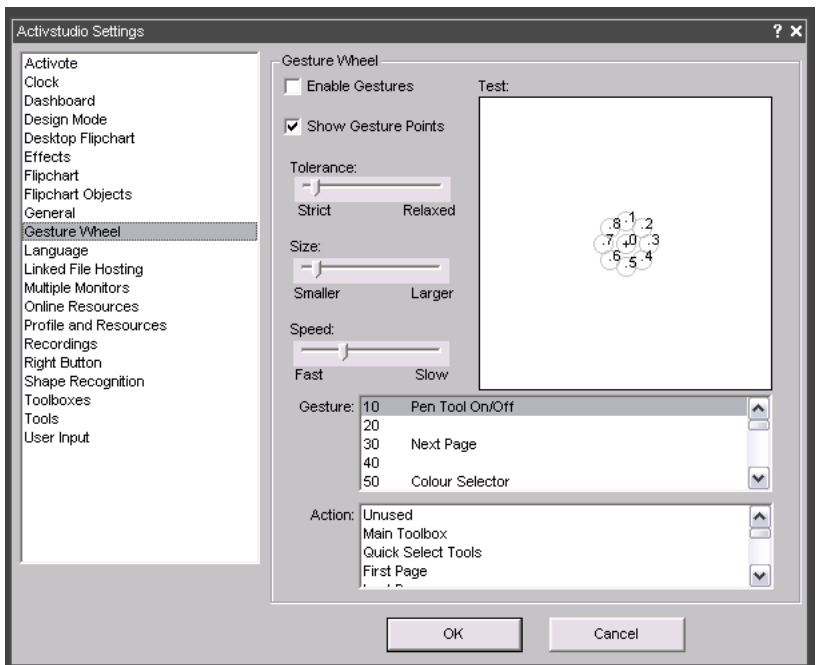 Activstudio Settings
? X
Activote
Clock
Dashboard
Design Mode
Desktop Flipchart
Effects
Flipchart
Flipchart Objects
General
Gesture Wheel
Language
Linked File Hosting
Multiple Monitors
Online Resources
Profile and Resources
Recordings
Right Button
Shape Recognition
Toolboxes
Tools
User Input
Gesture Wheel
Enable Gestures
Test:
Show Gesture Points
Tolerance:
Strict Relaxed
Size:
Smaller Larger
Speed:
Fast Slow
.8 .1 .2
.7 +0 .3
.6 .5 .4
Gesture: 10 Pen Tool On/Off
20
30 Next Page
40
50 Colour Selector
Action: Unused
Main Toolbox
Quick Select Tools
First Page
OK Cancel